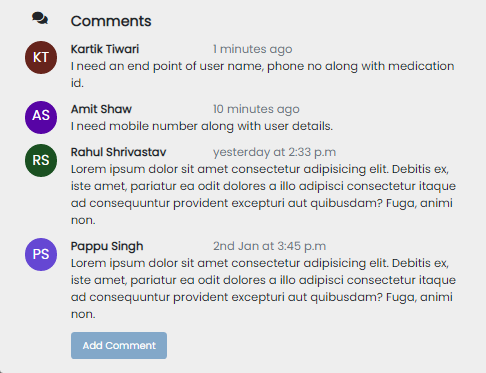 Comments
KT Kartik Tiwari 1 minutes ago
I need an end point of user name, phone no along with medication
id.
AS Amit Shaw 10 minutes ago
I need mobile number along with user details.
RS Rahul Shrivastav yesterday at 2:33 p.m
Lorem ipsum dolor sit amet consectetur adipisicing elit. Debitis ex,
iste amet, pariatur ea odit dolores a illo adipisci consectetur itaque
ad consequuntur provident excepturi aut quibusdam? Fuga, animi
non.
PS Pappu Singh 2nd Jan at 3:45 p.m
Lorem ipsum dolor sit amet consectetur adipisicing elit. Debitis ex,
iste amet, pariatur ea odit dolores a illo adipisci consectetur itaque
ad consequuntur provident excepturi aut quibusdam? Fuga, animi
non.
Add Comment